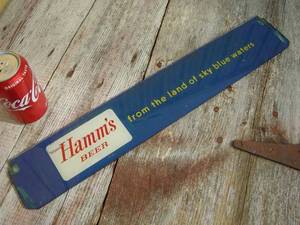 Coca-Cola
Hamm's
BEER
from the land of sky blue waters